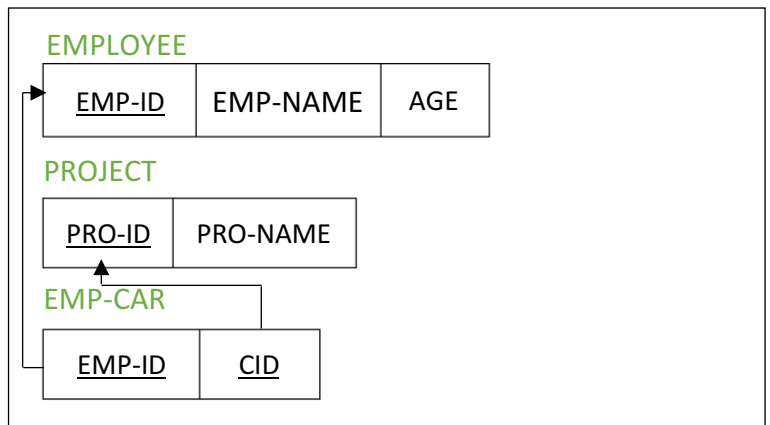 EMPLOYEE
EMP-ID EMP-NAME AGE
PROJECT
PRO-ID PRO-NAME
EMP-CAR
EMP-ID CID